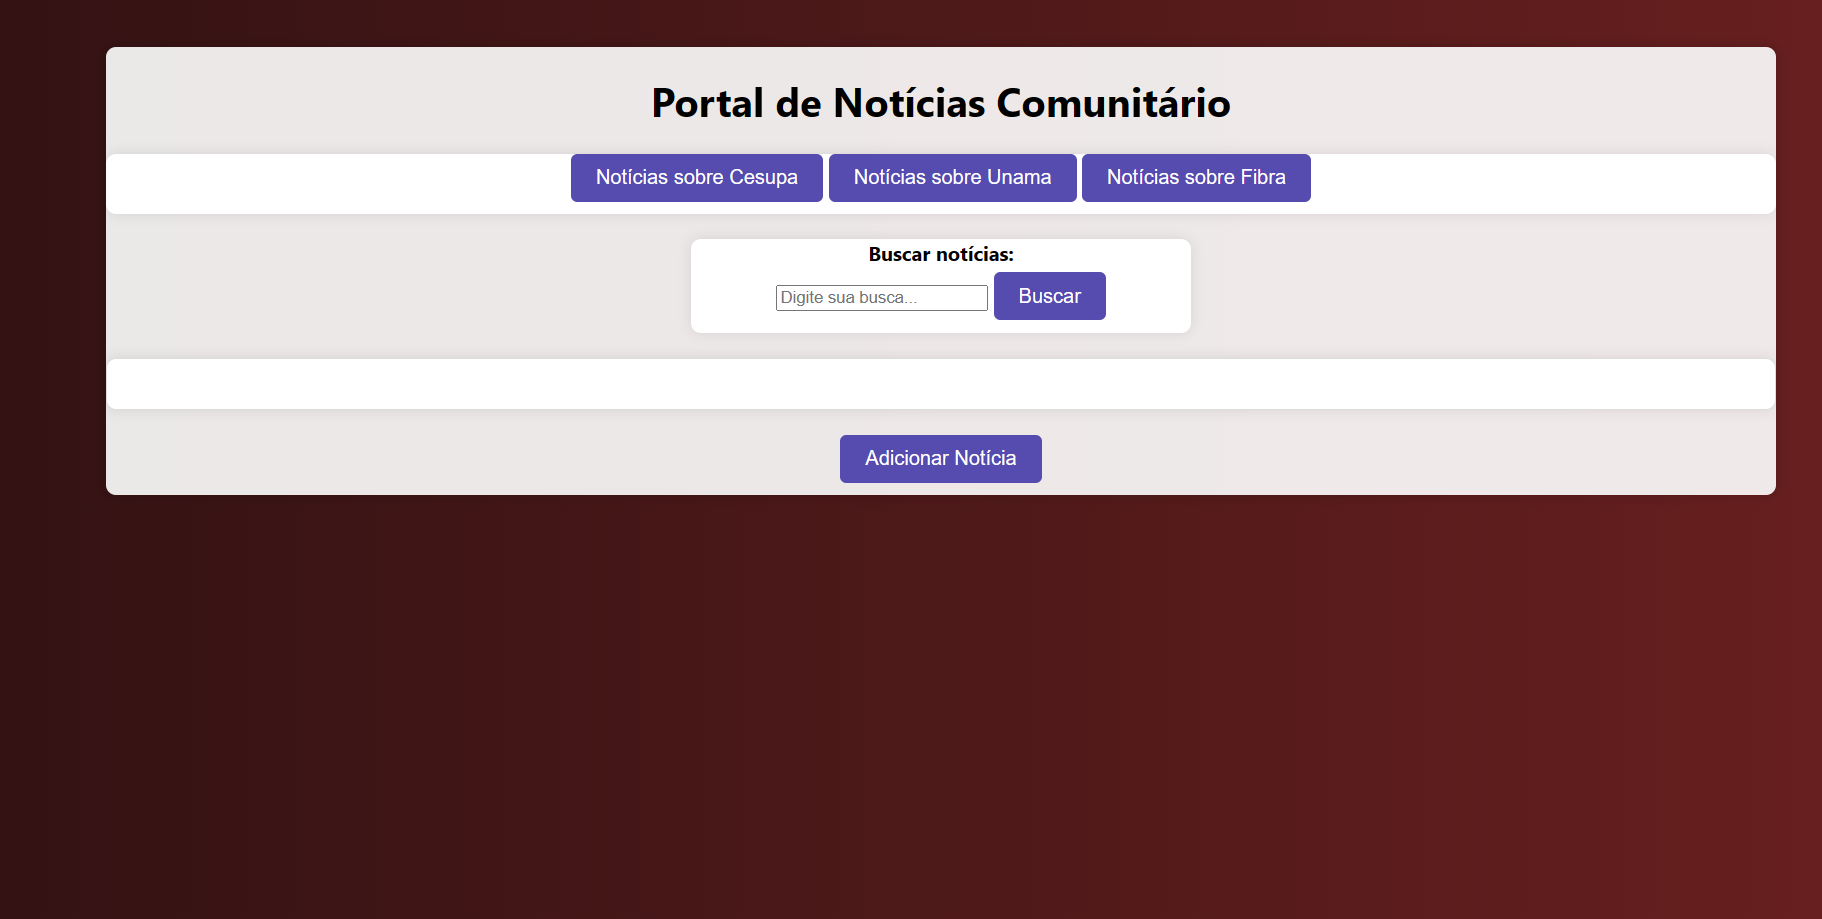 Portal de Notícias Comunitário
Notícias sobre Cesupa Notícias sobre Unama Notícias sobre Fibra
Buscar notícias:
Digite sua busca... Buscar
Adicionar Notícia